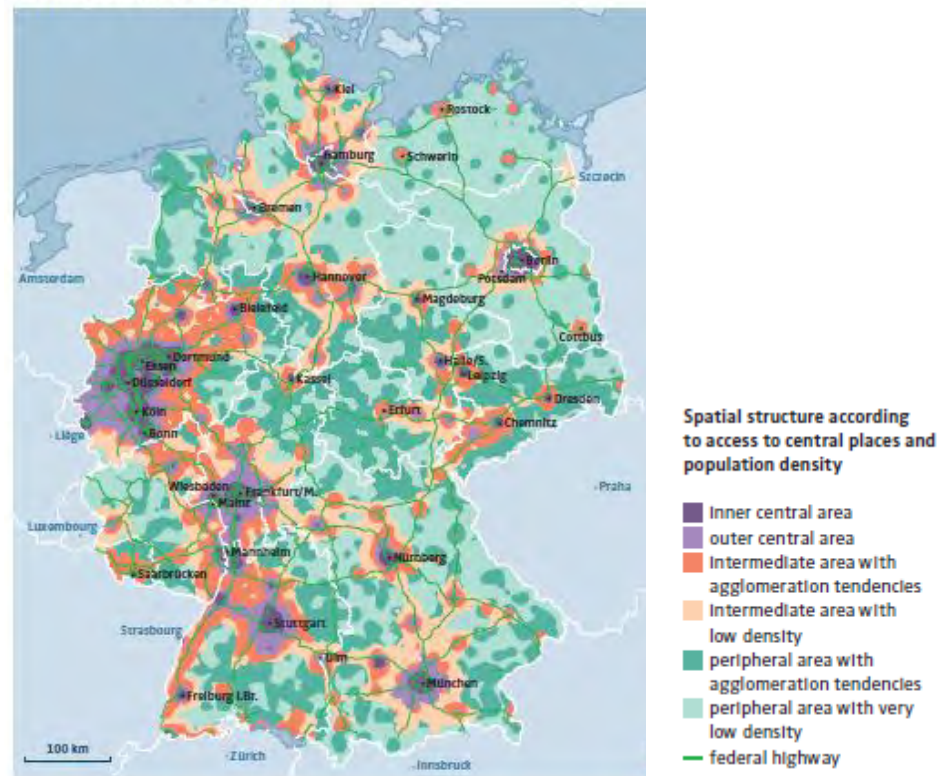 Kiel
Rostock
Hamburg
Schwerin
Szczecin
Bremen
Berlin
Amsterdam
Hannover
Potsdam
Magdeburg
Bielefeld
Cottbus
Dortmund
Essen
Halle/S.
Düsseldorf
Kassel
Leipzig
Dresden
Köln
Erfurt
Chemnitz
Bonn
Liège
Wiesbaden
Praha
Frankfurt/M.
Mainz
Luxembourg
Mannheim
Nürnberg
Saarbrücken
Strasbourg
Stuttgart
Ulm
München
Freiburg i.Br.
100 km
Zürich
Innsbruck
Spatial structure according
to access to central places and
population density
Inner central area
outer central area
Intermediate area with
agglomeration tendencies
Intermediate area with
low density
peripheral area with
agglomeration tendencies
peripheral area with very
low density
federal highway